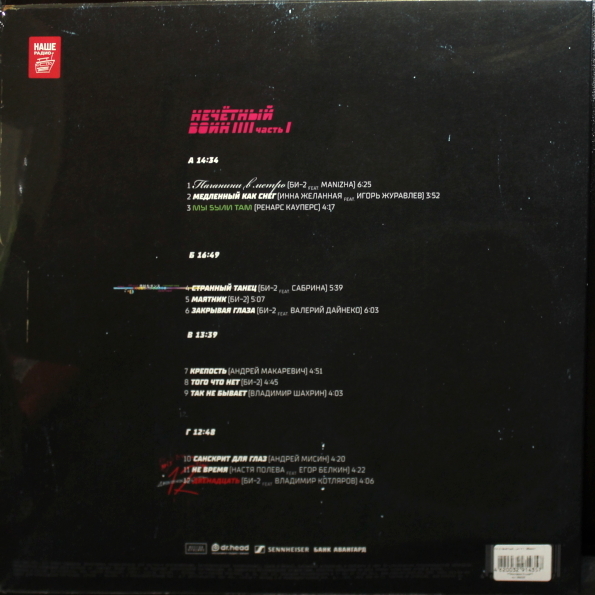 НАШЕ
РАДИО
НЕЧЁТНЫЙ
ВОИН IIII часть I
А 14:34
1 Паганини в метро (БИ-2 FEAT. MANIZHA) 6:25
2 МЕДЛЕННЫЙ КАК СНЕГ (ИННА ЖЕЛАННАЯ FEAT. ИГОРЬ ЖУРАВЛЕВ) 3:52
3 МЫ БЫЛИ ТАМ (РЕНАРС КАУПЕРС) 4:17
Б 16:49
4 СТРАННЫЙ ТАНЕЦ (БИ-2 FEAT. САБРИНА) 5:39
5 МАЯТНИК (БИ-2) 5:07
6 ЗАКРЫВАЯ ГЛАЗА (БИ-2 FEAT. ВАЛЕРИЙ ДАЙНЕКО) 6:03
В 13:39
7 КРЕПОСТЬ (АНДРЕЙ МАКАРЕВИЧ) 4:51
8 ТОГО ЧТО НЕТ (БИ-2) 4:45
9 ТАК НЕ БЫВАЕТ (ВЛАДИМИР ШАХРИН) 4:03
Г 12:48
10 САНСКРИТ ДЛЯ ГЛАЗ (АНДРЕЙ МИСИН) 4:20
11 НЕ ВРЕМЯ (НАСТЯ ПОЛЕВА FEAT. ЕГОР БЕЛКИН) 4:22
12 (БИ-2 FEAT. ВЛАДИМИР КОТЛЯРОВ) 4:06
dr.head SENNHEISER БАНК АВАНГАРД